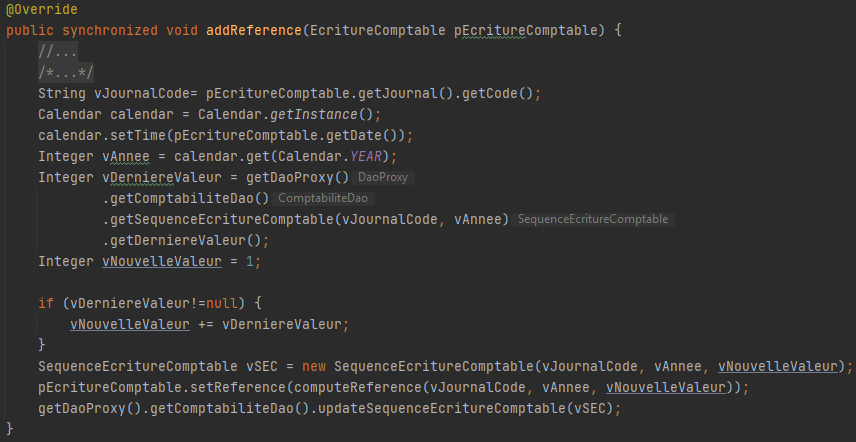 @Override
public synchronized void addReference(EcritureComptable pEcritureComptable) {
    //...
    /*...*/
    String vJournalCode= pEcritureComptable.getJournal().getCode();
    Calendar calendar = Calendar.getInstance();
    calendar.setTime(pEcritureComptable.getDate());
    Integer vAnnee = calendar.get(Calendar.YEAR);
    Integer vDerniereValeur = getDaoProxy() DaoProxy
            .getComptabiliteDao() ComptabiliteDao
            .getSequenceEcritureComptable(vJournalCode, vAnnee) SequenceEcritureComptable
            .getDerniereValeur();
    Integer vNouvelleValeur = 1;

    if (vDerniereValeur!=null) {
        vNouvelleValeur += vDerniereValeur;
    }
    SequenceEcritureComptable vSEC = new SequenceEcritureComptable(vJournalCode, vAnnee, vNouvelleValeur);
    pEcritureComptable.setReference(computeReference(vJournalCode, vAnnee, vNouvelleValeur));
    getDaoProxy().getComptabiliteDao().updateSequenceEcritureComptable(vSEC);
}